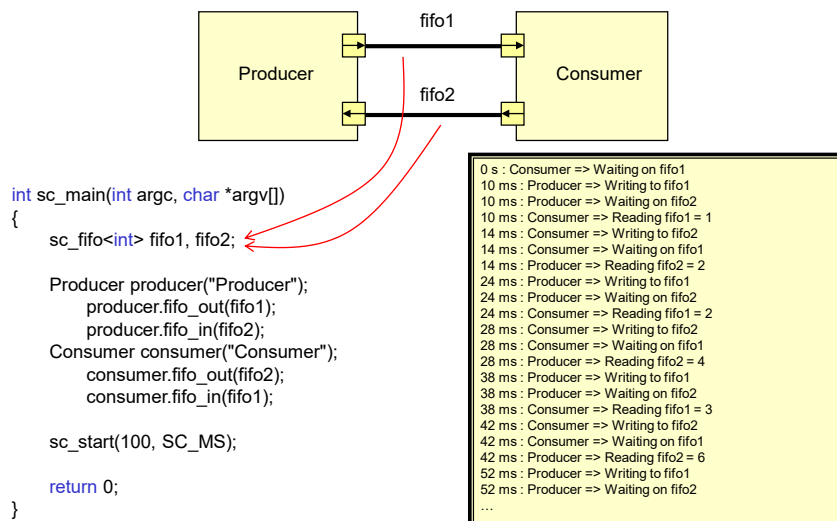 fifo1
Producer
Consumer
fifo2
int sc_main(int argc, char *argv[])
{
sc_fifo<int> fifo1, fifo2;
Producer producer("Producer");
producer.fifo_out(fifo1);
producer.fifo_in(fifo2);
Consumer consumer("Consumer");
consumer.fifo_out(fifo2);
consumer.fifo_in(fifo1);
sc_start(100, SC_MS);
return 0;
}
0 s : Consumer => Waiting on fifo1
10 ms : Producer => Writing to fifo1
10 ms : Producer => Waiting on fifo2
10 ms : Consumer => Reading fifo1 = 1
14 ms : Consumer => Writing to fifo2
14 ms : Consumer => Waiting on fifo1
14 ms : Producer => Reading fifo2 = 2
24 ms : Producer => Writing to fifo1
24 ms : Producer => Waiting on fifo2
24 ms : Consumer => Reading fifo1 = 2
28 ms : Consumer => Writing to fifo2
28 ms : Consumer => Waiting on fifo1
28 ms : Producer => Reading fifo2 = 4
38 ms : Producer => Writing to fifo1
38 ms : Producer => Waiting on fifo2
38 ms : Consumer => Reading fifo1 = 3
42 ms : Consumer => Writing to fifo2
42 ms : Consumer => Waiting on fifo1
42 ms : Producer => Reading fifo2 = 6
52 ms : Producer => Writing to fifo1
52 ms : Producer => Waiting on fifo2
…